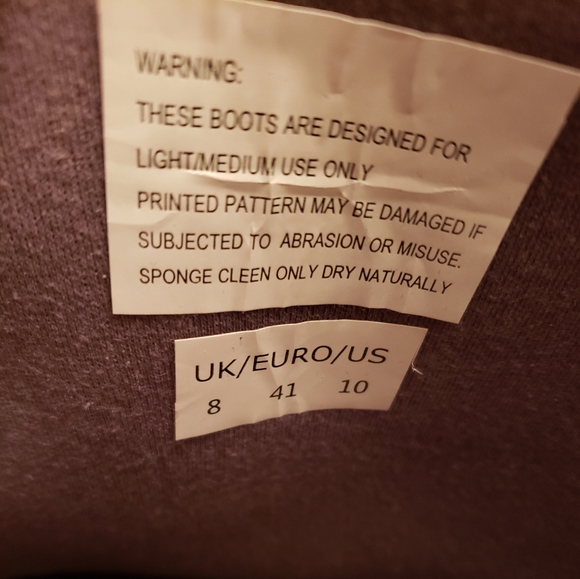 WARNING:
THESE BOOTS ARE DESIGNED FOR
LIGHT/MEDIUM USE ONLY
PRINTED PATTERN MAY BE DAMAGED IF
SUBJECTED TO ABRASION OR MISUSE.
SPONGE CLEEN ONLY DRY NATURALLY
UK/EURO/US
8 41 10